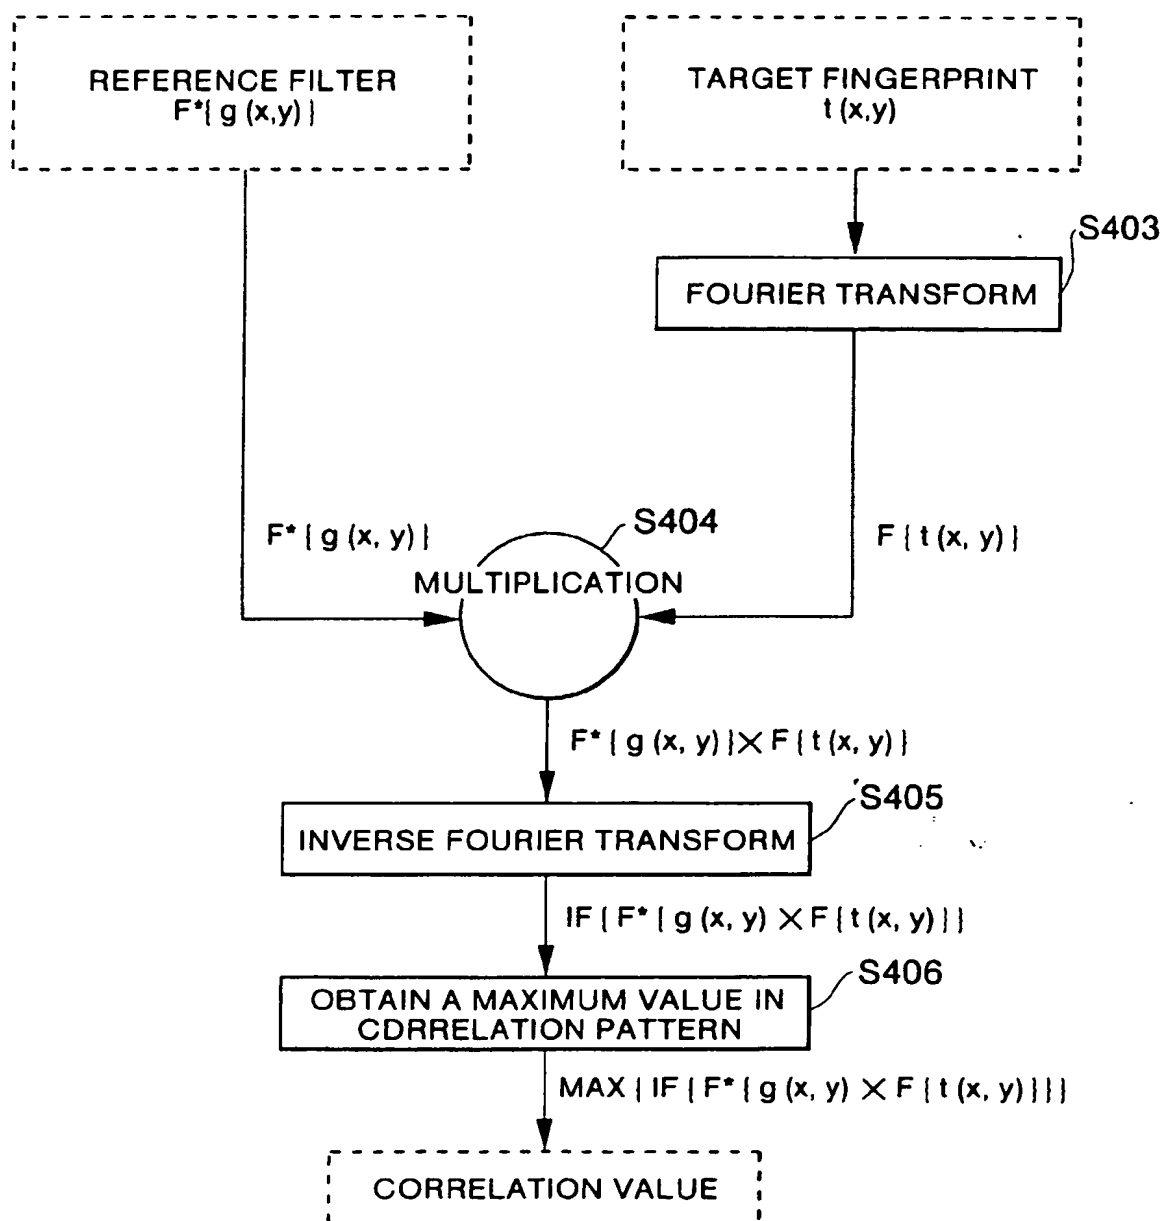 REFERENCE FILTER
F*{ g (x,y) }
TARGET FINGERPRINT
t (x,y)
S403
FOURIER TRANSFORM
F* { g (x, y) }
S404
F { t (x, y) }
MULTIPLICATION
F* { g (x, y) } × F { t (x, y) }
S405
INVERSE FOURIER TRANSFORM
IF { F* { g (x, y) × F { t (x, y) } }
S406
OBTAIN A MAXIMUM VALUE IN
CDRRELATION PATTERN
MAX { IF { F* { g (x, y) × F { t (x, y) } } }
CORRELATION VALUE